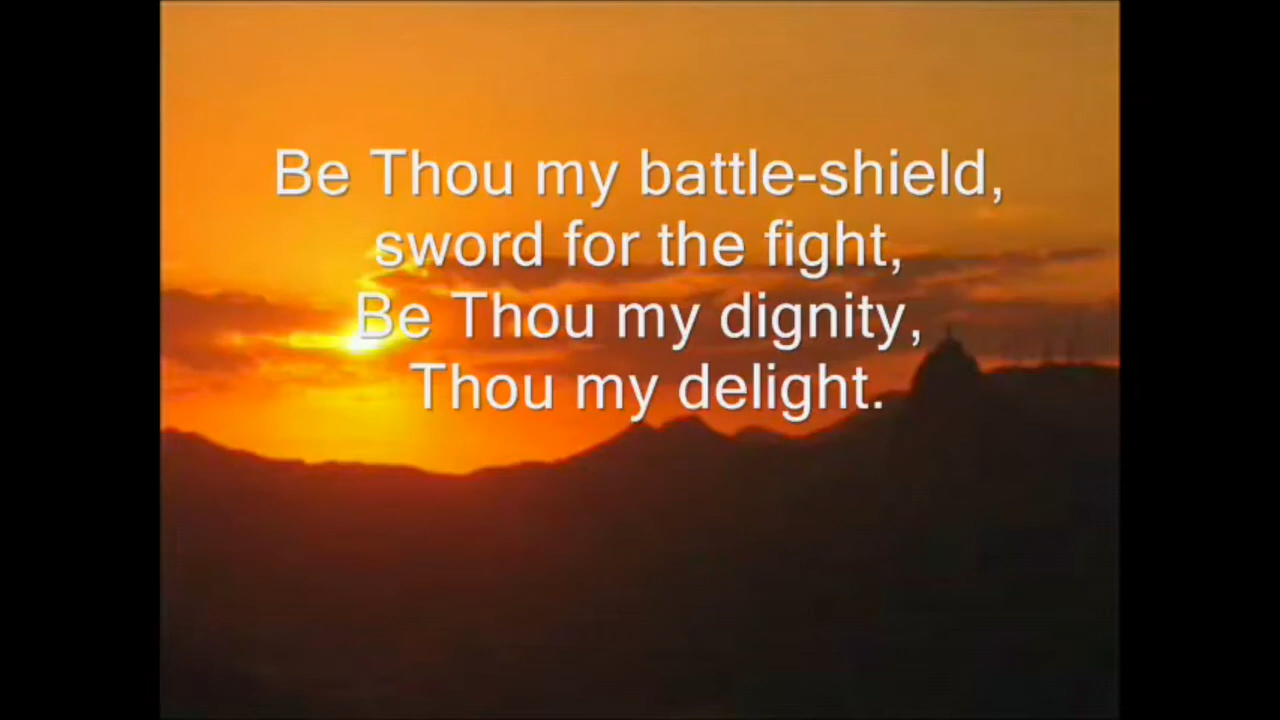 Be Thou my battle-shield,
sword for the fight,
Be Thou my dignity,
Thou my delight.